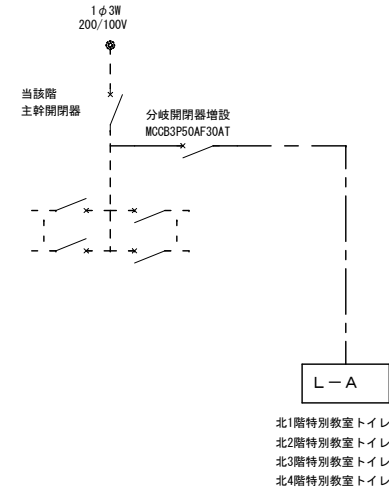 1φ3W
200/100V
当該階
主幹開閉器
分岐開閉器増設
MCCB3P50AF30AT
L－A
北1階特別教室トイレ
北2階特別教室トイレ
北3階特別教室トイレ
北4階特別教室トイレ